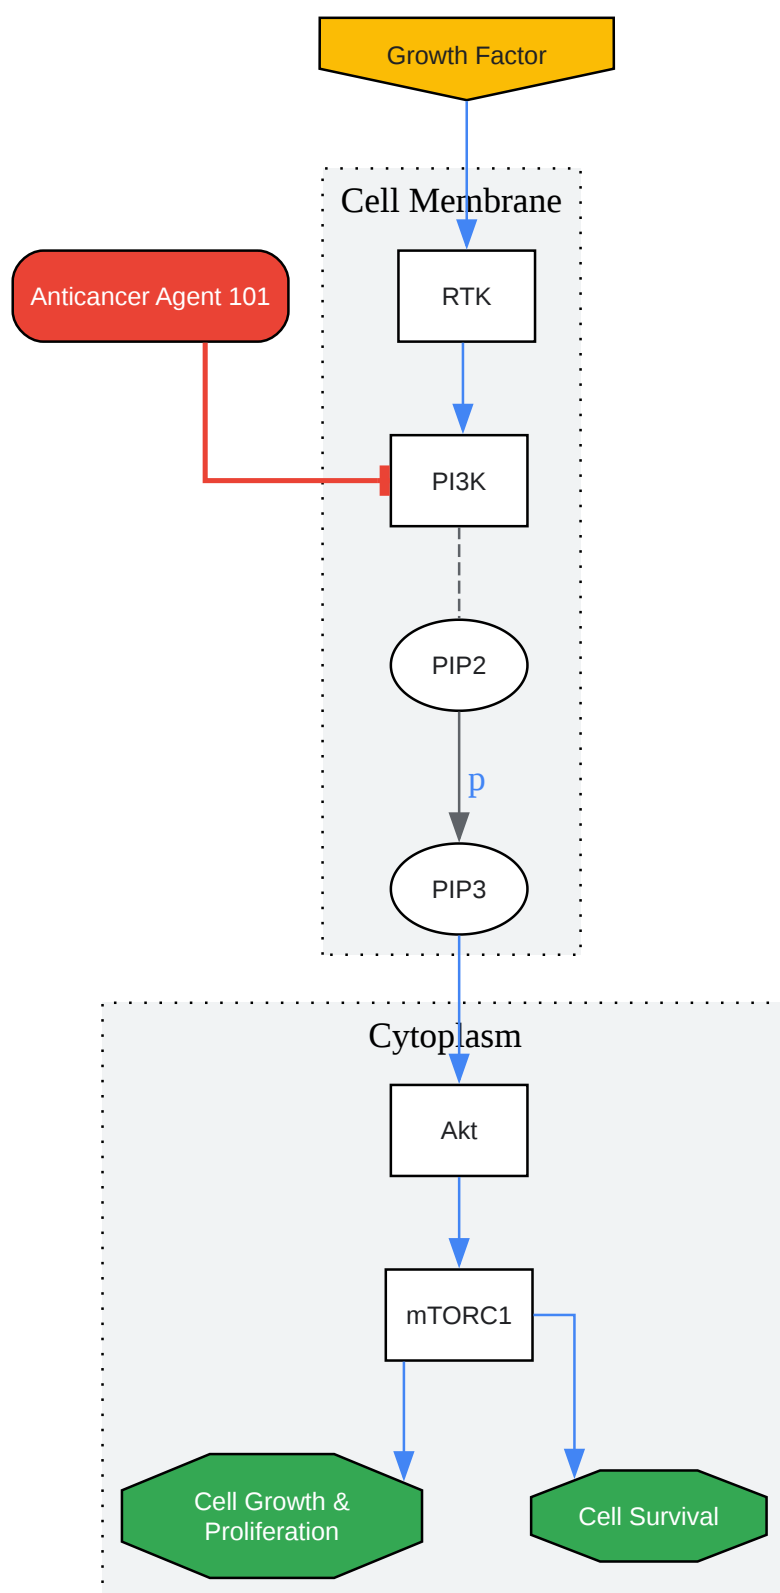 Growth Factor
Cell Membrane
RTK
Anticancer Agent 101
PI3K
PIP2
p
PIP3
Cytoplasm
Akt
mTORC1
Cell Growth &
Proliferation
Cell Survival